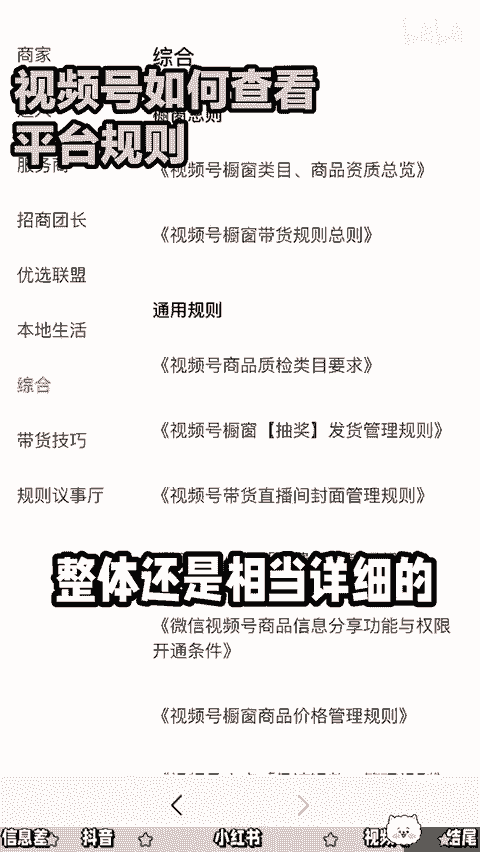 商家
综合
视频号如何查看
平台规则
橱窗总则
服务商
《视频号橱窗类目、商品资质总览》
招商团长
《视频号橱窗带货规则总则》
优选联盟
通用规则
本地生活
《视频号商品质检类目要求》
综合
《视频号橱窗【抽奖】发货管理规则》
带货技巧
《视频号带货直播间封面管理规则》
规则议事厅
整体还是相当详细的
《微信视频号商品信息分享功能与权限
开通条件》
《视频号橱窗商品价格管理规则》
信息差 抖音 小红书 视频 结尾